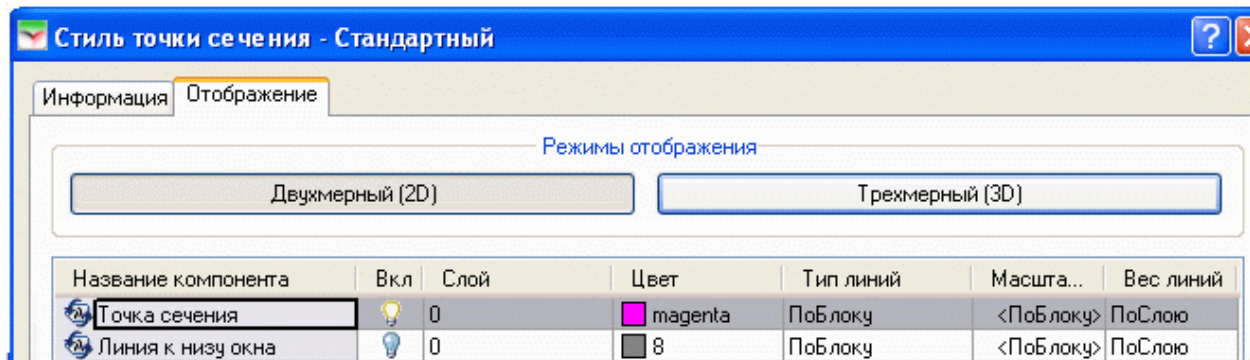 Стиль точки сечения - Стандартный
?
Информация Отображение
Режимы отображения
Двухмерный (2D) Трехмерный (3D)
Название компонента Вкл Слой Цвет Тип линий Масшта... Вес линий
Точка сечения 0 magenta ПоБлоку <ПоБлоку> ПоСлою
Линия к низу окна 0 8 ПоБлоку <ПоБлоку> ПоСлою